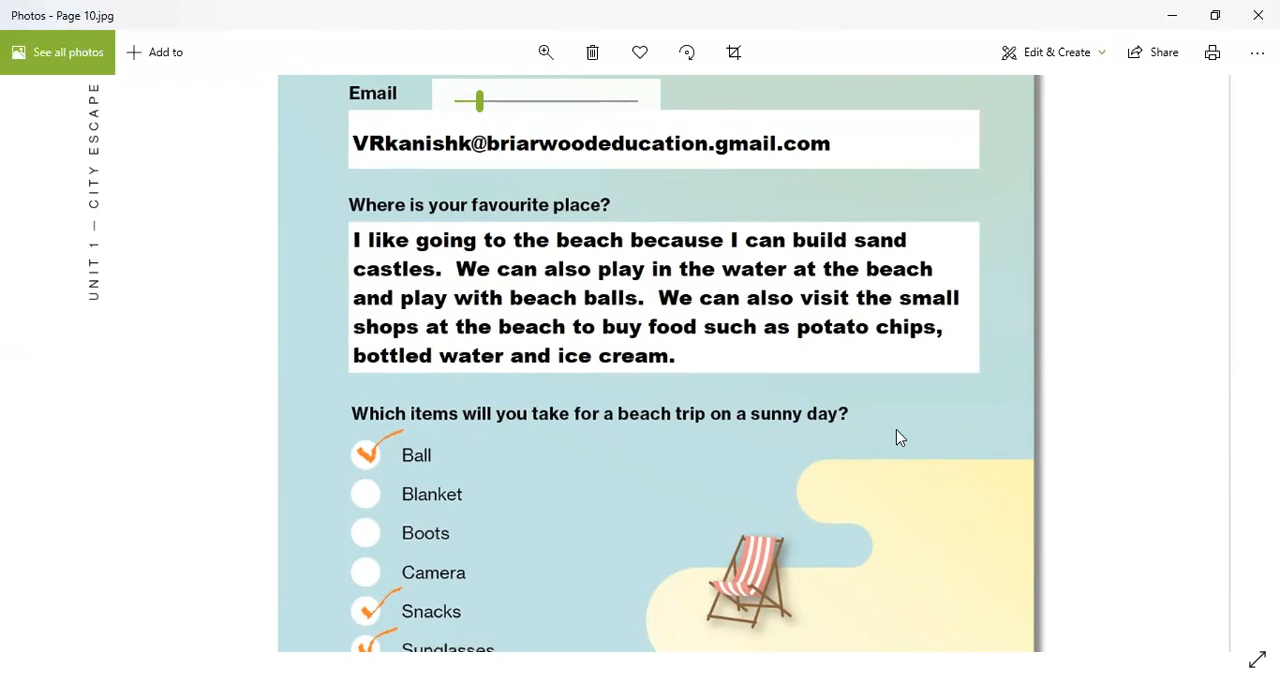 Photos - Page 10.jpg
See all photos
Add to
Edit & Create
Share
UNIT 1 — CITY ESCAPE
Email
VRkanishk@briarwoodeducation.gmail.com
Where is your favourite place?
I like going to the beach because I can build sand
castles.  We can also play in the water at the beach
and play with beach balls.  We can also visit the small
shops at the beach to buy food such as potato chips,
bottled water and ice cream.
Which items will you take for a beach trip on a sunny day?
Ball
Blanket
Boots
Camera
Snacks
Sunglasses